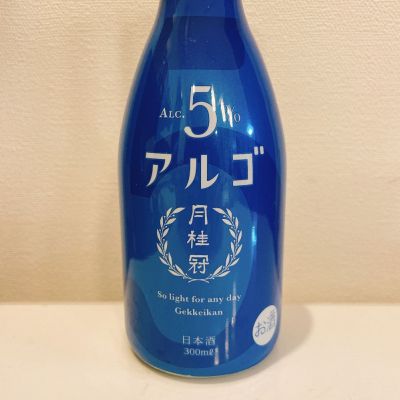 ALC. 5%
アルゴ
月桂冠
So light for any day
Gekkeikan
お酒
日本酒
300ml